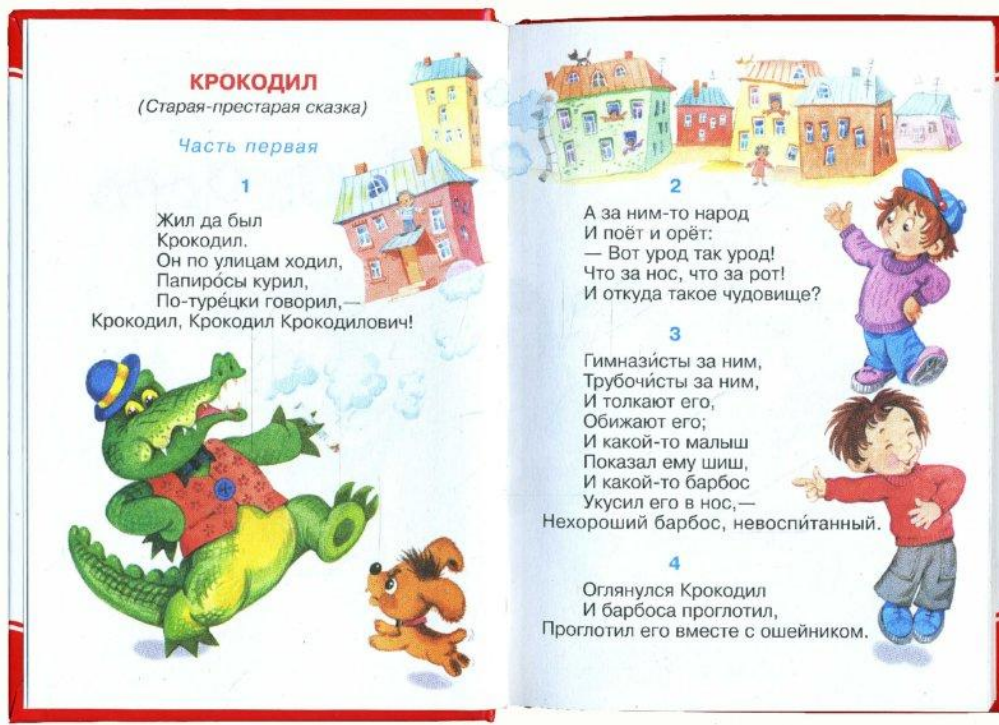 КРОКОДИЛ
(Старая-престарая сказка)
Часть первая
1
Жил да был
Крокодил.
Он по улицам ходил,
Папиро́сы курил,
По-туре́цки говорил,—
Крокодил, Крокодил Крокодилович!
2
А за ним-то народ
И поёт и орёт:
— Вот урод так урод!
Что за нос, что за рот!
И откуда такое чудовище?
3
Гимнази́сты за ним,
Трубочи́сты за ним,
И толкают его,
Обижают его;
И какой-то малыш
Показал ему шиш,
И какой-то барбос
Укусил его в нос,—
Нехороший барбос, невоспи́танный.
4
Оглянулся Крокодил
И барбоса проглотил,
Проглотил его вместе с ошейником.